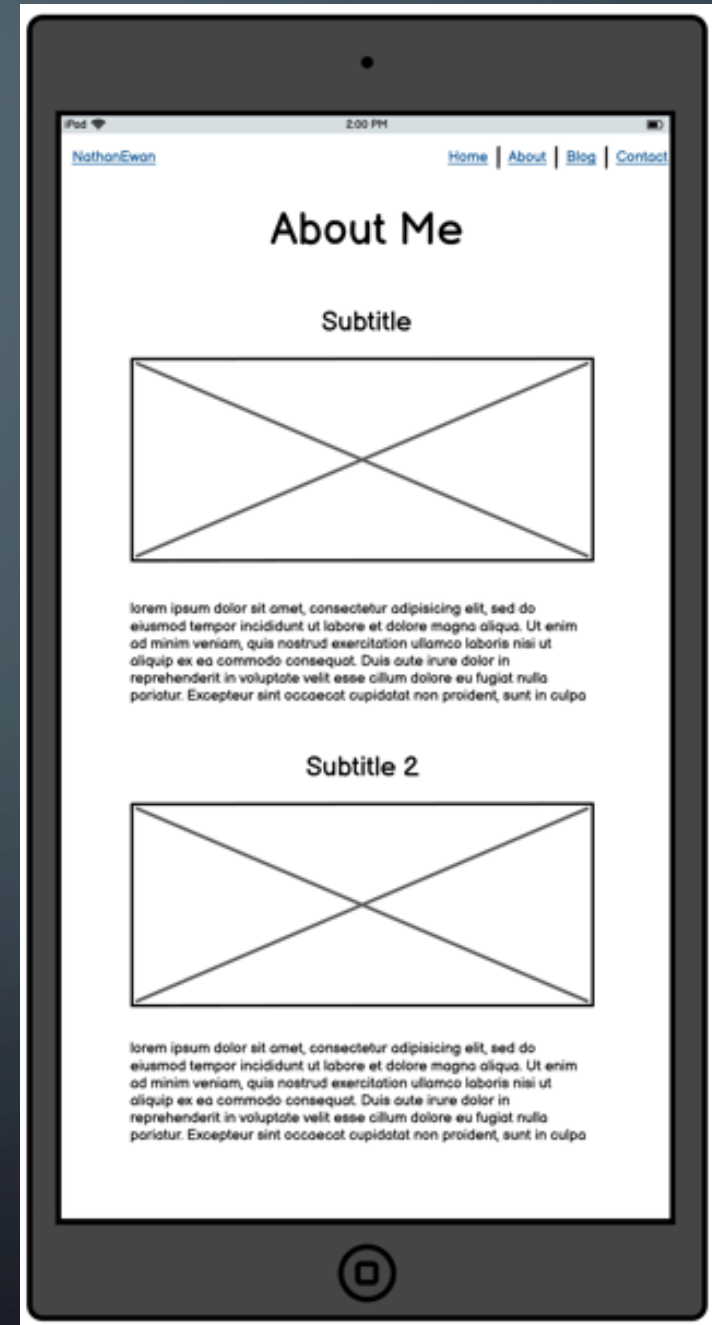 iPad 2:00 PM
NathanEwan Home About Blog Contact
About Me
Subtitle
lorem ipsum dolor sit amet, consectetur adipisicing elit, sed do
eiusmod tempor incididunt ut labore et dolore magna aliqua. Ut enim
ad minim veniam, quis nostrud exercitation ullamco laboris nisi ut
aliquip ex ea commodo consequat. Duis aute irure dolor in
reprehenderit in voluptate velit esse cillum dolore eu fugiat nulla
pariatur. Excepteur sint occaecat cupidatat non proident, sunt in culpa
Subtitle 2
lorem ipsum dolor sit amet, consectetur adipisicing elit, sed do
eiusmod tempor incididunt ut labore et dolore magna aliqua. Ut enim
ad minim veniam, quis nostrud exercitation ullamco laboris nisi ut
aliquip ex ea commodo consequat. Duis aute irure dolor in
reprehenderit in voluptate velit esse cillum dolore eu fugiat nulla
pariatur. Excepteur sint occaecat cupidatat non proident, sunt in culpa